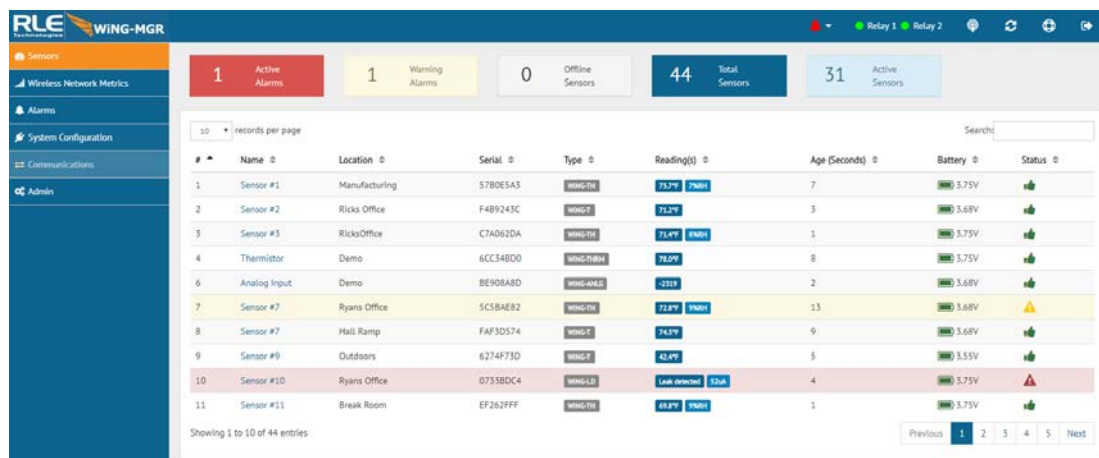 RLE Technologies WiNG-MGR
Relay 1 Relay 2
Sensors
Wireless Network Metrics
Alarms
System Configuration
Communications
Admin
1 Active Alarms
1 Warning Alarms
0 Offline Sensors
44 Total Sensors
31 Active Sensors
10 records per page Search:
# Name Location Serial Type Reading(s) Age (Seconds) Battery Status
1 Sensor #1 Manufacturing 57B0E5A3 WING-TH 73.7°F 7%RH 7 3.75V
2 Sensor #2 Ricks Office F4B9243C WING-T 71.2°F 3 3.68V
3 Sensor #3 RicksOffice C7A062DA WING-TH 71.4°F 8%RH 1 3.75V
4 Thermistor Demo 6CC34BD0 WING-THRM 78.0°F 8 3.75V
6 Analog Input Demo BE908A8D WING-ANLG -2319 2 3.68V
7 Sensor #7 Ryans Office 5C5BAE82 WING-TH 72.8°F 9%RH 13 3.68V
8 Sensor #7 Hall Ramp FAF3D574 WING-T 74.3°F 9 3.68V
9 Sensor #9 Outdoors 6274F73D WING-T 42.4°F 5 3.55V
10 Sensor #10 Ryans Office 0733BDC4 WING-LD Leak detected 52uA 4 3.75V
11 Sensor #11 Break Room EF262FFF WING-TH 69.8°F 9%RH 1 3.75V
Showing 1 to 10 of 44 entries Previous 1 2 3 4 5 Next